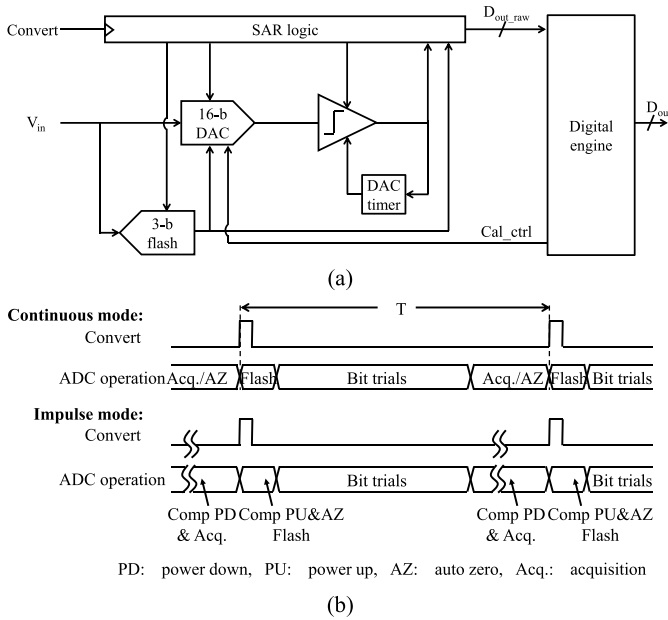 Convert
SAR logic
D_out_raw
V_in
16-b
DAC
Digital
engine
D_ou
DAC
timer
3-b
flash
Cal_ctrl
(a)
Continuous mode:
T
Convert
ADC operation Acq./AZ Flash Bit trials Acq./AZ Flash Bit trials
Impulse mode:
Convert
ADC operation Bit trials Bit trials
Comp PD
& Acq.
Comp PU&AZ
Flash
Comp PD
& Acq.
Comp PU&AZ
Flash
PD: power down, PU: power up, AZ: auto zero, Acq.: acquisition
(b)